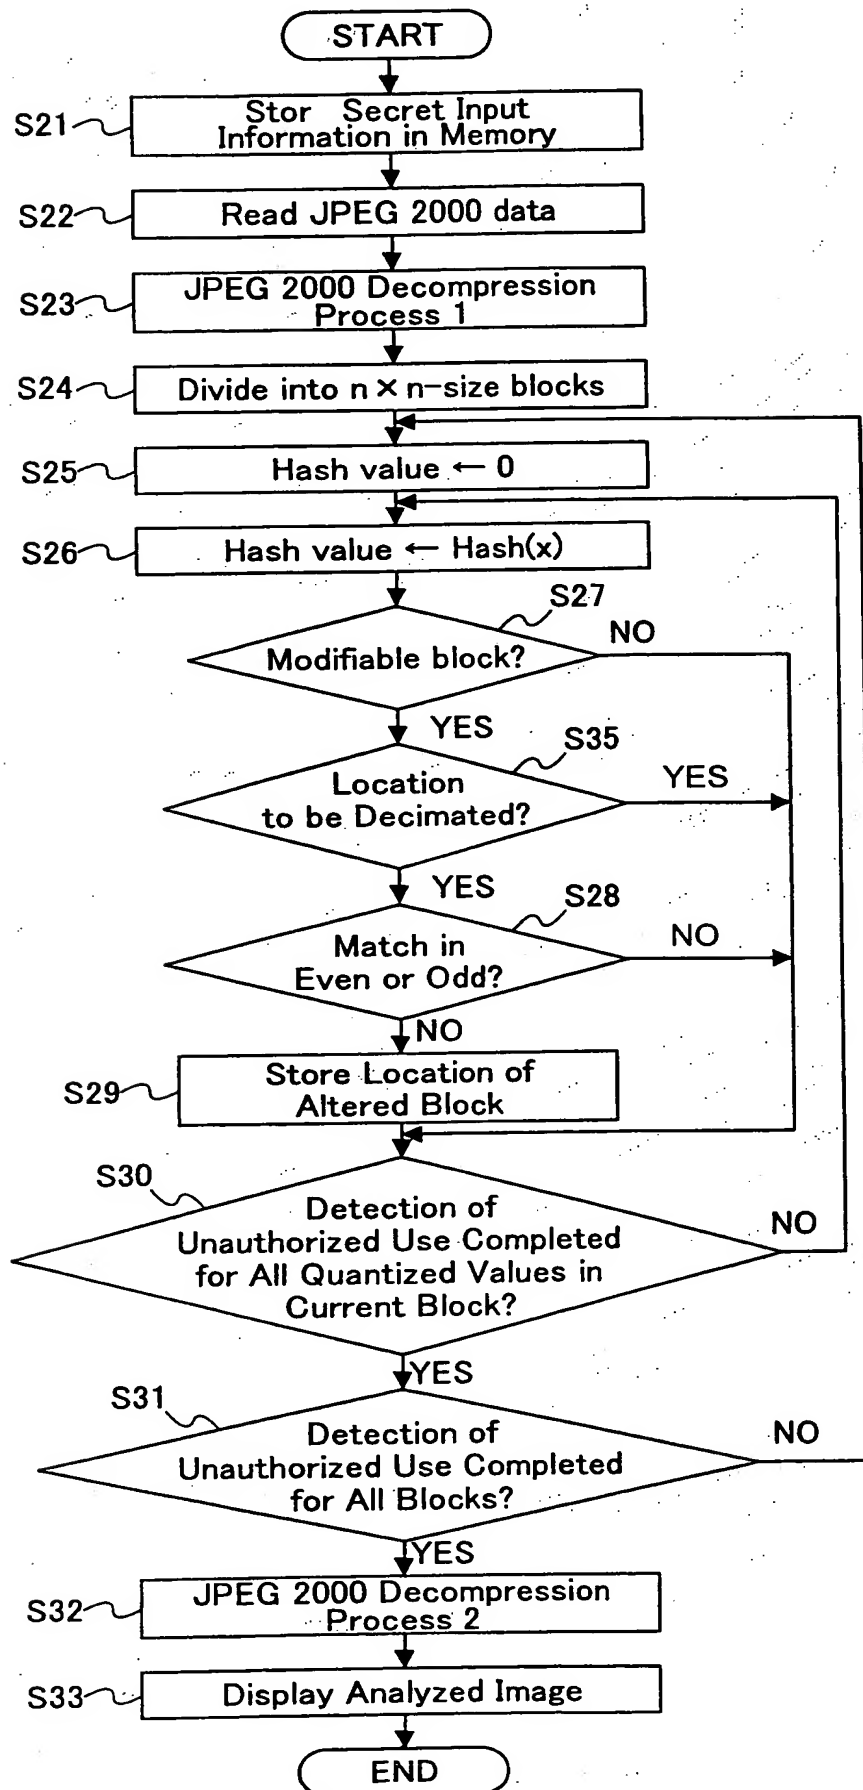 START
S21
Stor Secret Input
Information in Memory
S22
Read JPEG 2000 data
S23
JPEG 2000 Decompression
Process 1
S24
Divide into n × n-size blocks
S25
Hash value ← 0
S26
Hash value ← Hash(x)
S27
NO
Modifiable block?
YES
S35
Location
to be Decimated?
YES
YES
S28
Match in
Even or Odd?
NO
NO
S29
Store Location of
Altered Block
S30
Detection of
Unauthorized Use Completed
for All Quantized Values in
Current Block?
NO
YES
S31
Detection of
Unauthorized Use Completed
for All Blocks?
NO
YES
S32
JPEG 2000 Decompression
Process 2
S33
Display Analyzed Image
END